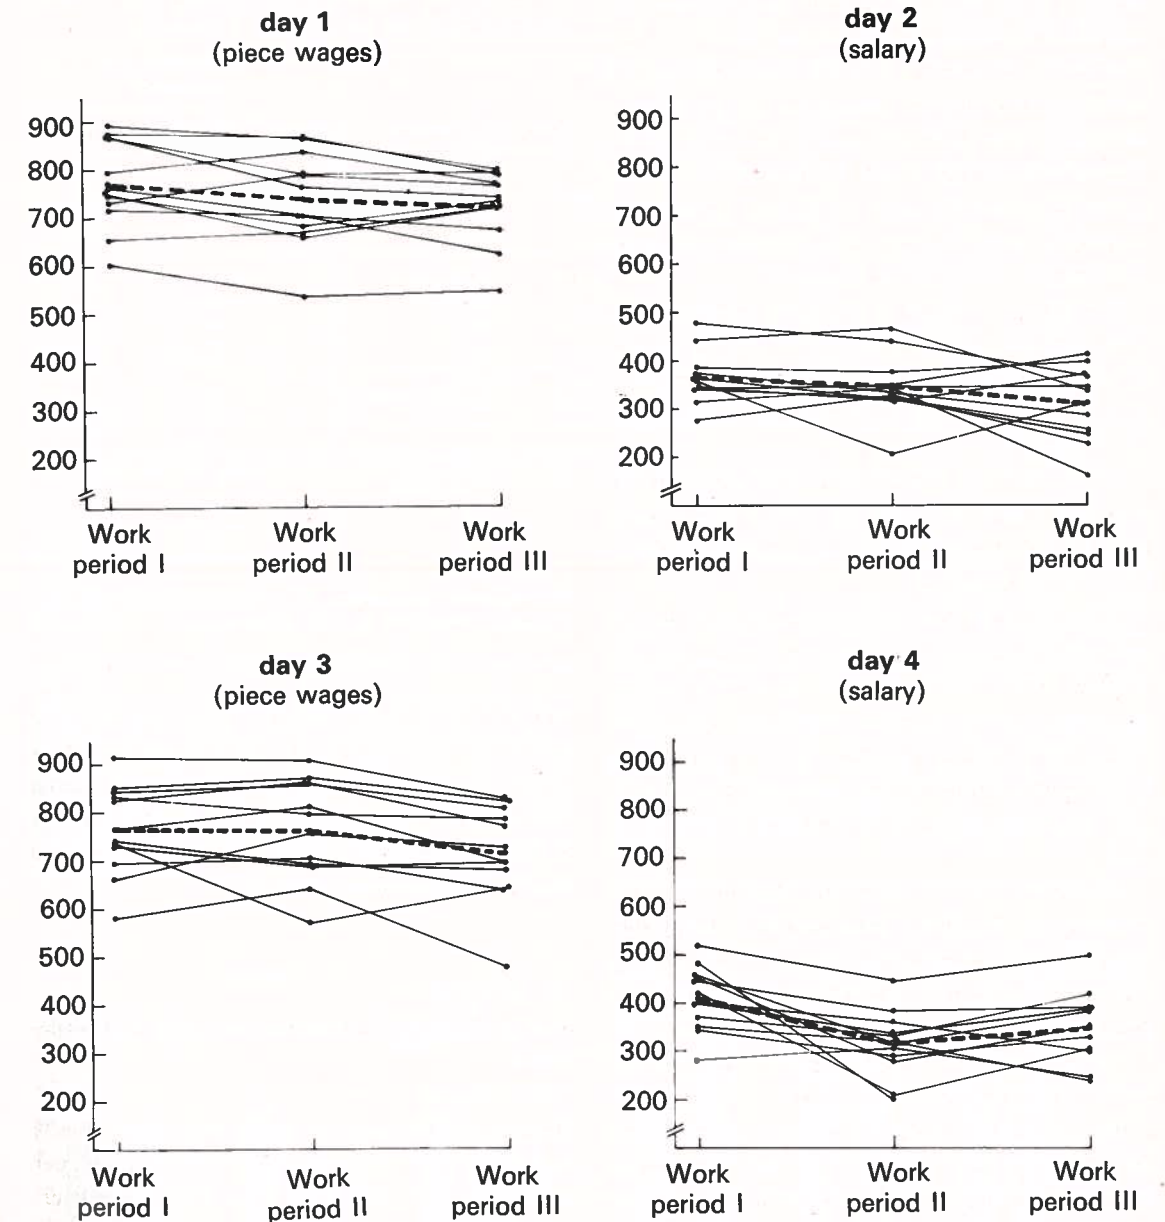 day 1
(piece wages)
900
800
700
600
500
400
300
200
Work period I
Work period II
Work period III
day 2
(salary)
900
800
700
600
500
400
300
200
Work period I
Work period II
Work period III
day 3
(piece wages)
900
800
700
600
500
400
300
200
Work period I
Work period II
Work period III
day 4
(salary)
900
800
700
600
500
400
300
200
Work period I
Work period II
Work period III